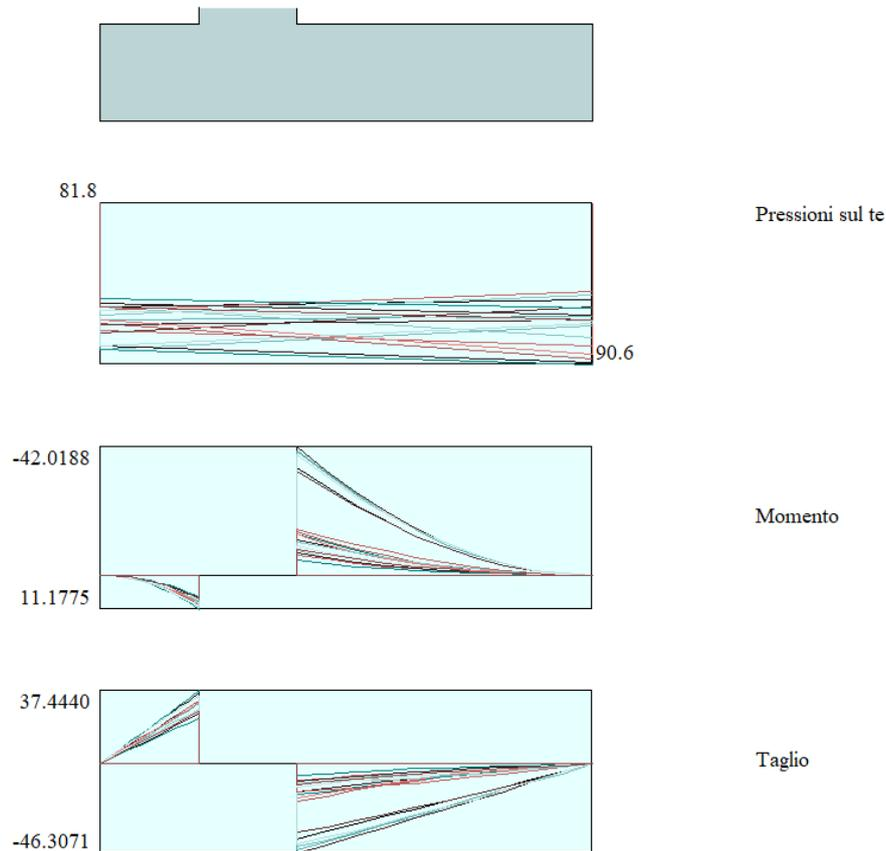 81.8
Pressioni sul te
90.6
-42.0188
Momento
11.1775
37.4440
Taglio
-46.3071